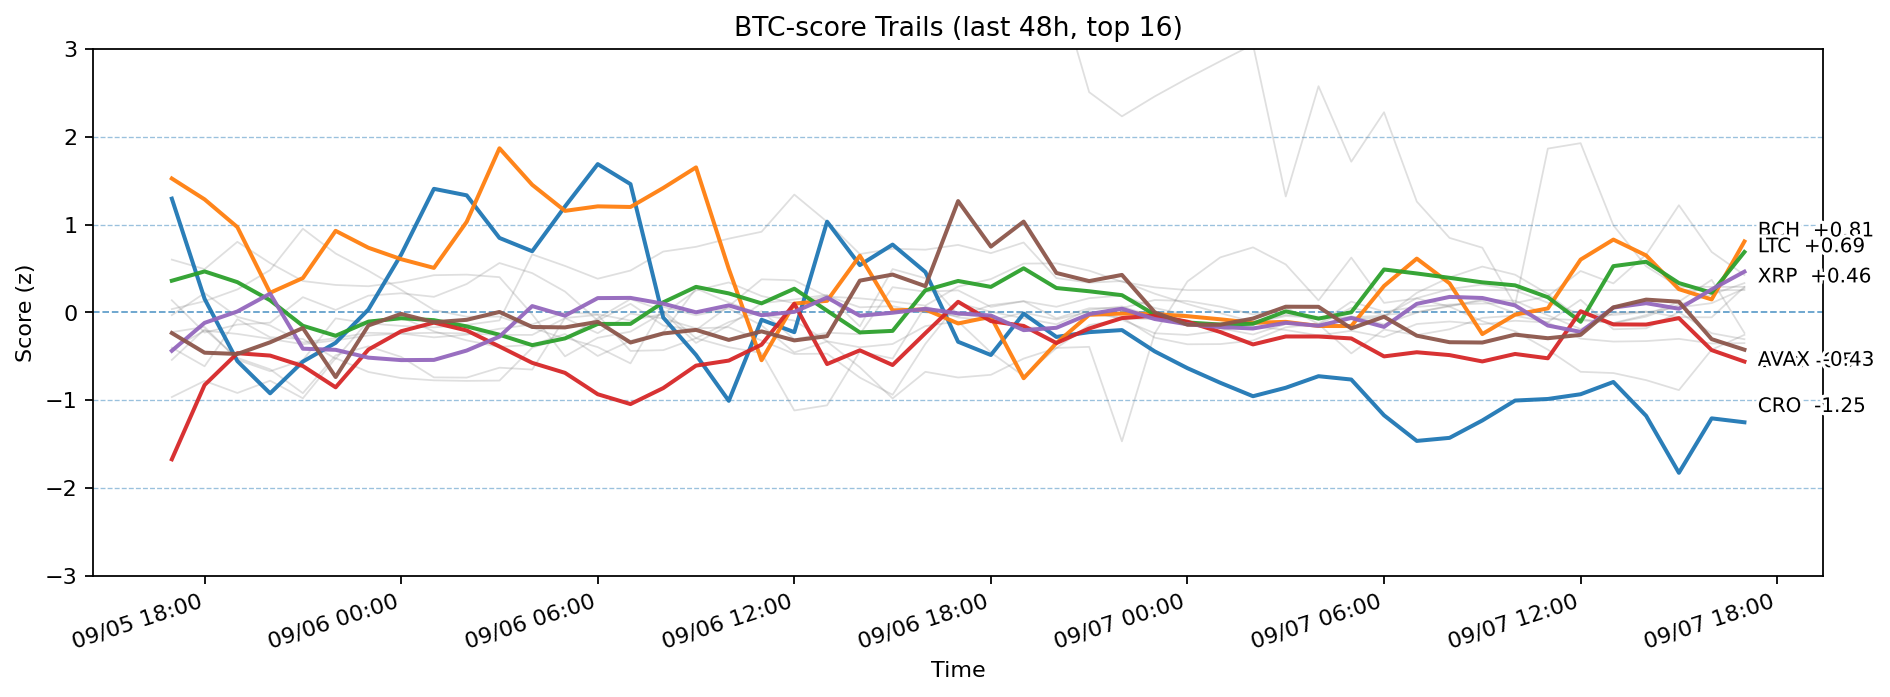 BTC-score Trails (last 48h, top 16)
Score (z)
3
2
1
0
−1
−2
−3
BCH +0.81
LTC +0.69
XRP +0.46
AVAX -0.43
CRO -1.25
09/05 18:00
09/06 00:00
09/06 06:00
09/06 12:00
09/06 18:00
09/07 00:00
09/07 06:00
09/07 12:00
09/07 18:00
Time